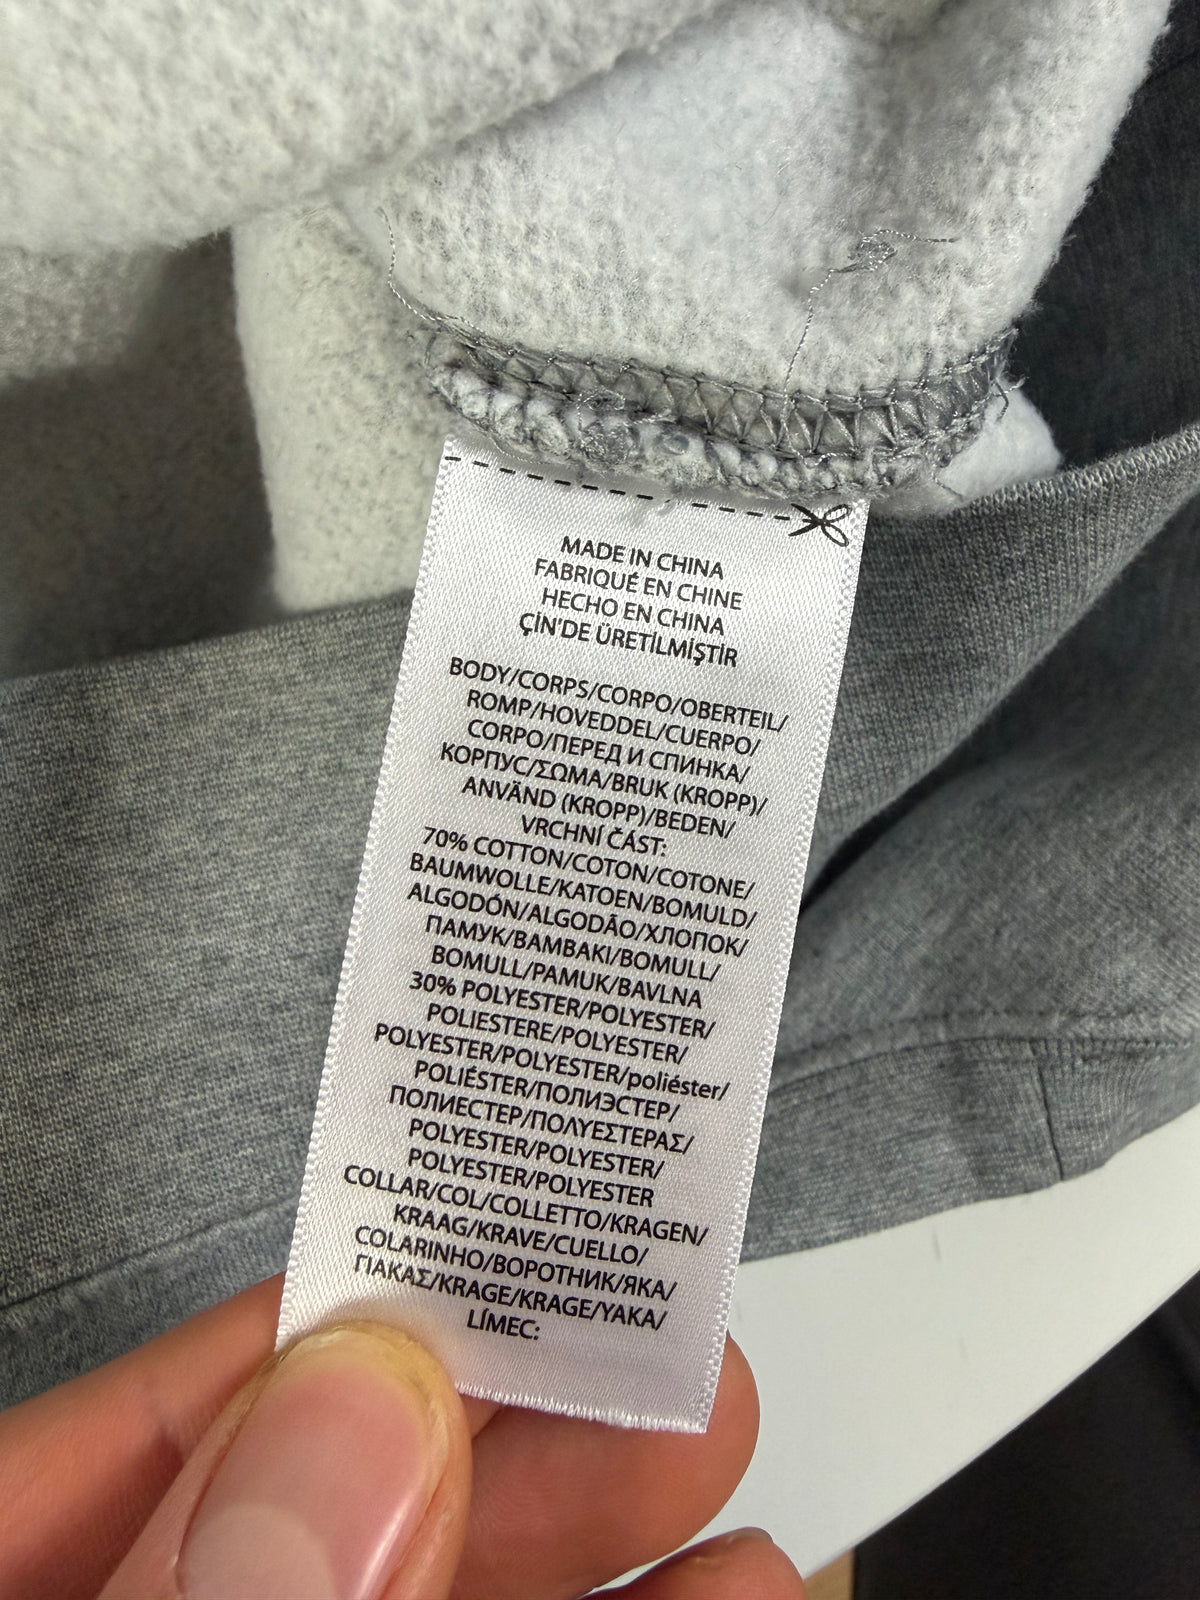 MADE IN CHINA
FABRIQUÉ EN CHINE
HECHO EN CHINA
ÇİN'DE ÜRETİLMİŞTİR
BODY/CORPS/CORPO/OBERTEIL/
ROMP/HOVEDDEL/CUERPO/
CORPO/ПЕРЕД И СПИНКА/
КОРПУС/ΣΩΜΑ/BRUK (KROPP)/
ANVÄND (KROPP)/BEDEN/
VRCHNÍ ČÁST:
70% COTTON/COTON/COTONE/
BAUMWOLLE/KATOEN/BOMULD/
ALGODÓN/ALGODÃO/ХЛОПОК/
ПАМУК/ΒΑΜΒΑΚΙ/BOMULL/
BOMULL/PAMUK/BAVLNA
30% POLYESTER/POLYESTER/
POLIESTERE/POLYESTER/
POLYESTER/POLYESTER/poliéster/
POLIÉSTER/ПОЛИЭСТЕР/
ПОЛИЕСТЕР/ΠΟΛΥΕΣΤΕΡΑΣ/
POLYESTER/POLYESTER/
POLYESTER/POLYESTER
COLLAR/COL/COLLETTO/KRAGEN/
KRAAG/KRAVE/CUELLO/
COLARINHO/ВОРОТНИК/ЯКА/
ΓΙΑΚΑΣ/KRAGE/KRAGE/YAKA/
LÍMEC: